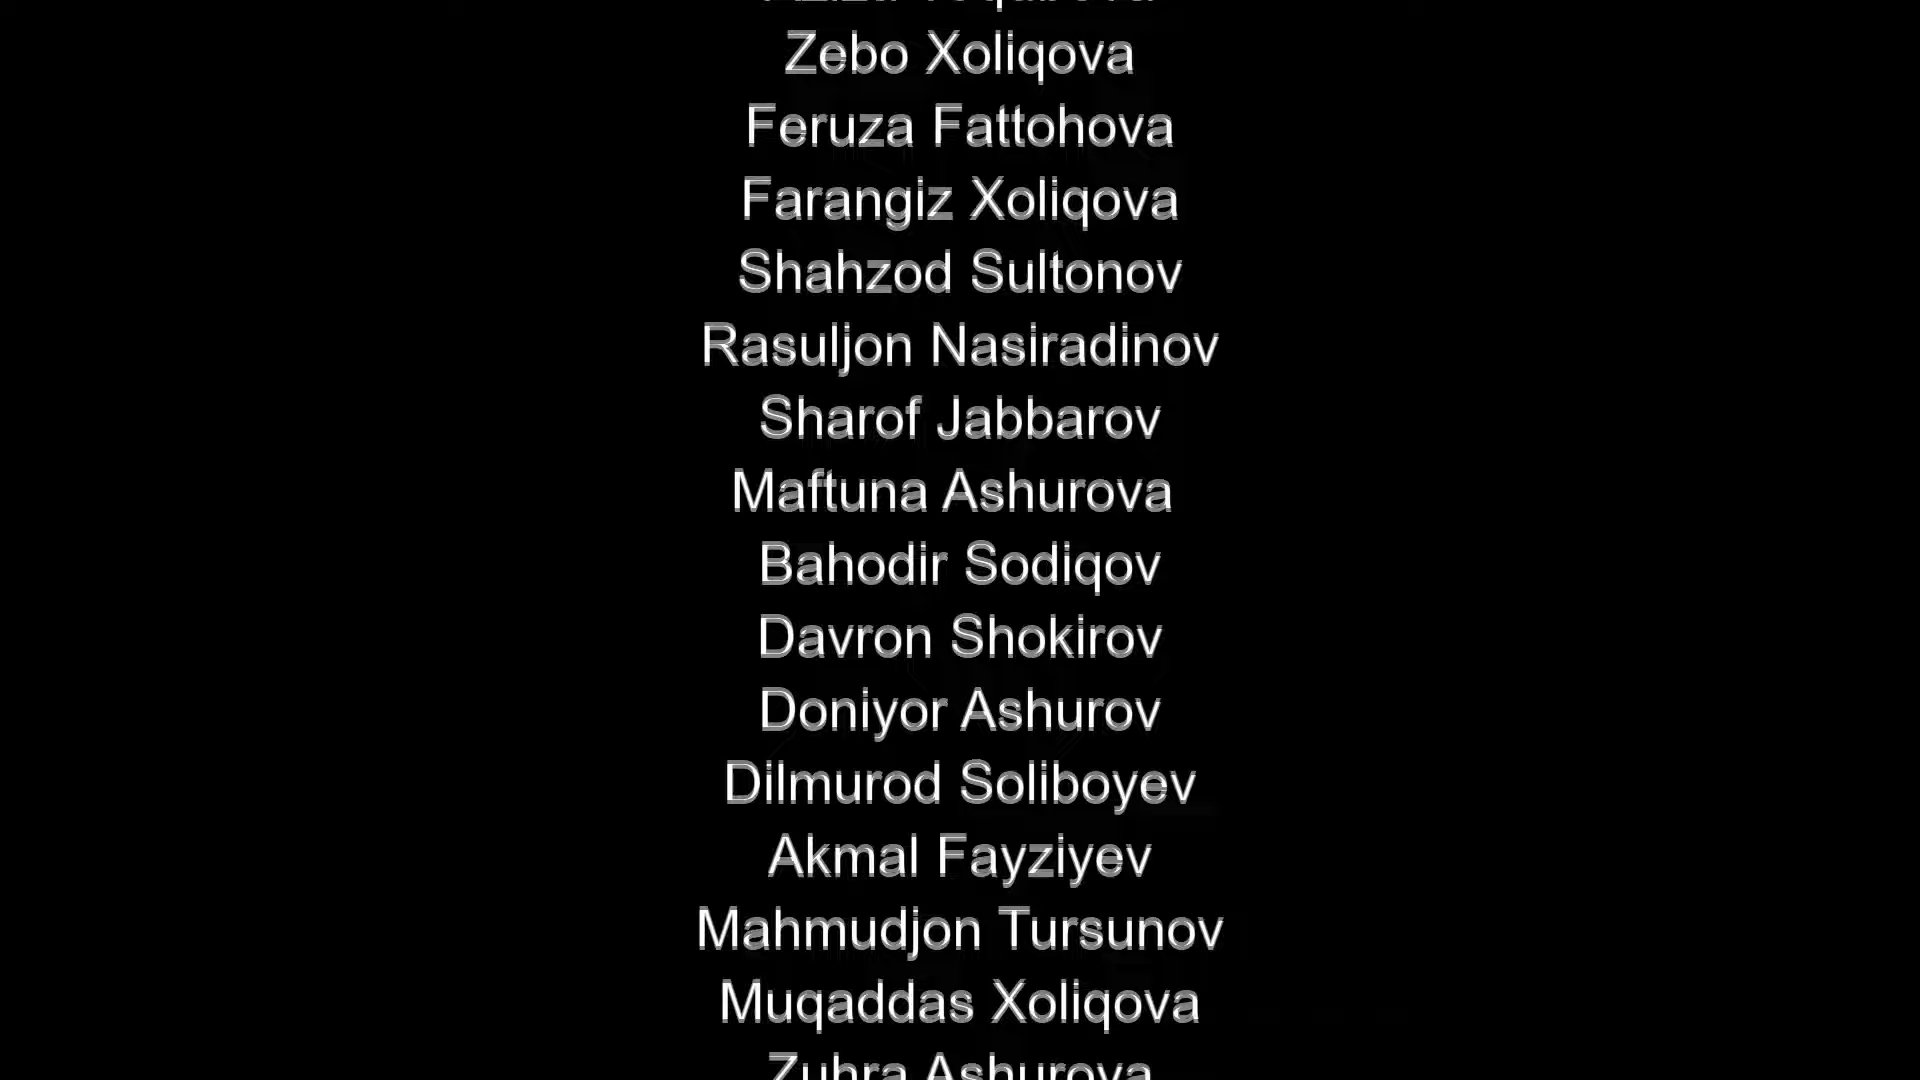 Zebo Xoliqova
Feruza Fattohova
Farangiz Xoliqova
Shahzod Sultonov
Rasuljon Nasiradinov
Sharof Jabbarov
Maftuna Ashurova
Bahodir Sodiqov
Davron Shokirov
Doniyor Ashurov
Dilmurod Soliboyev
Akmal Fayziyev
Mahmudjon Tursunov
Muqaddas Xoliqova
Zuhra Ashurova